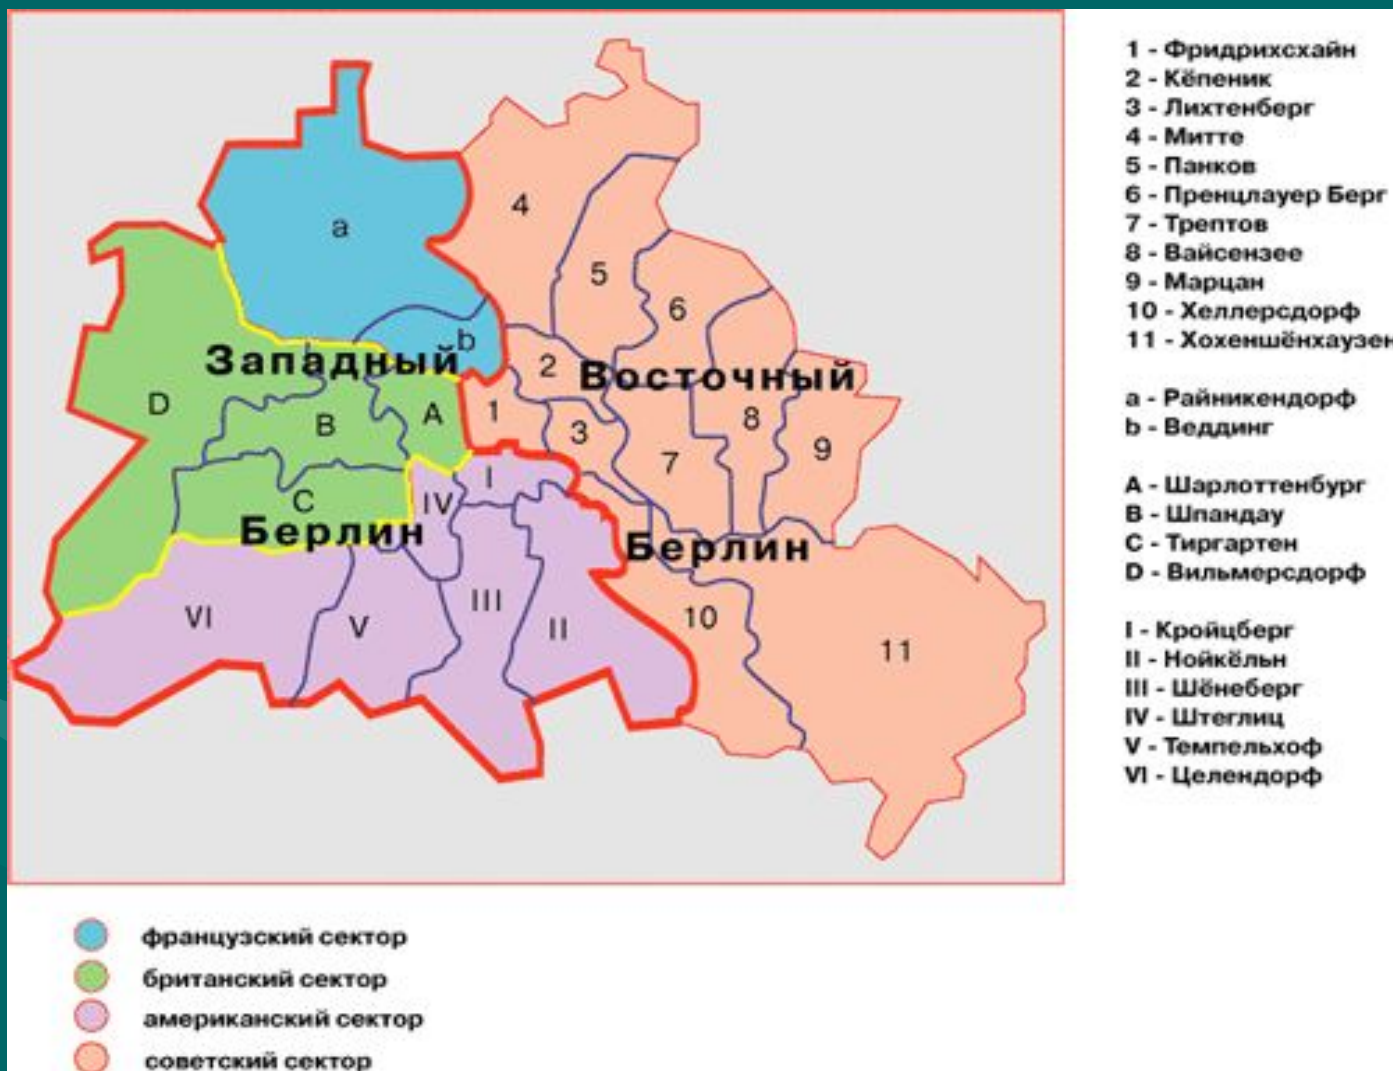 a
b
Западный
D
B
A
C
Берлин
IV
I
VI
V
III
II
4
5
6
2
Восточный
1
3
7
8
9
Берлин
10
11
1 - Фридрихсхайн
2 - Кёпеник
3 - Лихтенберг
4 - Митте
5 - Панков
6 - Пренцлауер Берг
7 - Трептов
8 - Вайсензее
9 - Марцан
10 - Хеллерсдорф
11 - Хохеншёнхаузен
a - Райникендорф
b - Веддинг
A - Шарлоттенбург
B - Шпандау
C - Тиргартен
D - Вильмерсдорф
I - Кройцберг
II - Нойкёльн
III - Шёнеберг
IV - Штеглиц
V - Темпельхоф
VI - Целендорф
французский сектор
британский сектор
американский сектор
советский сектор